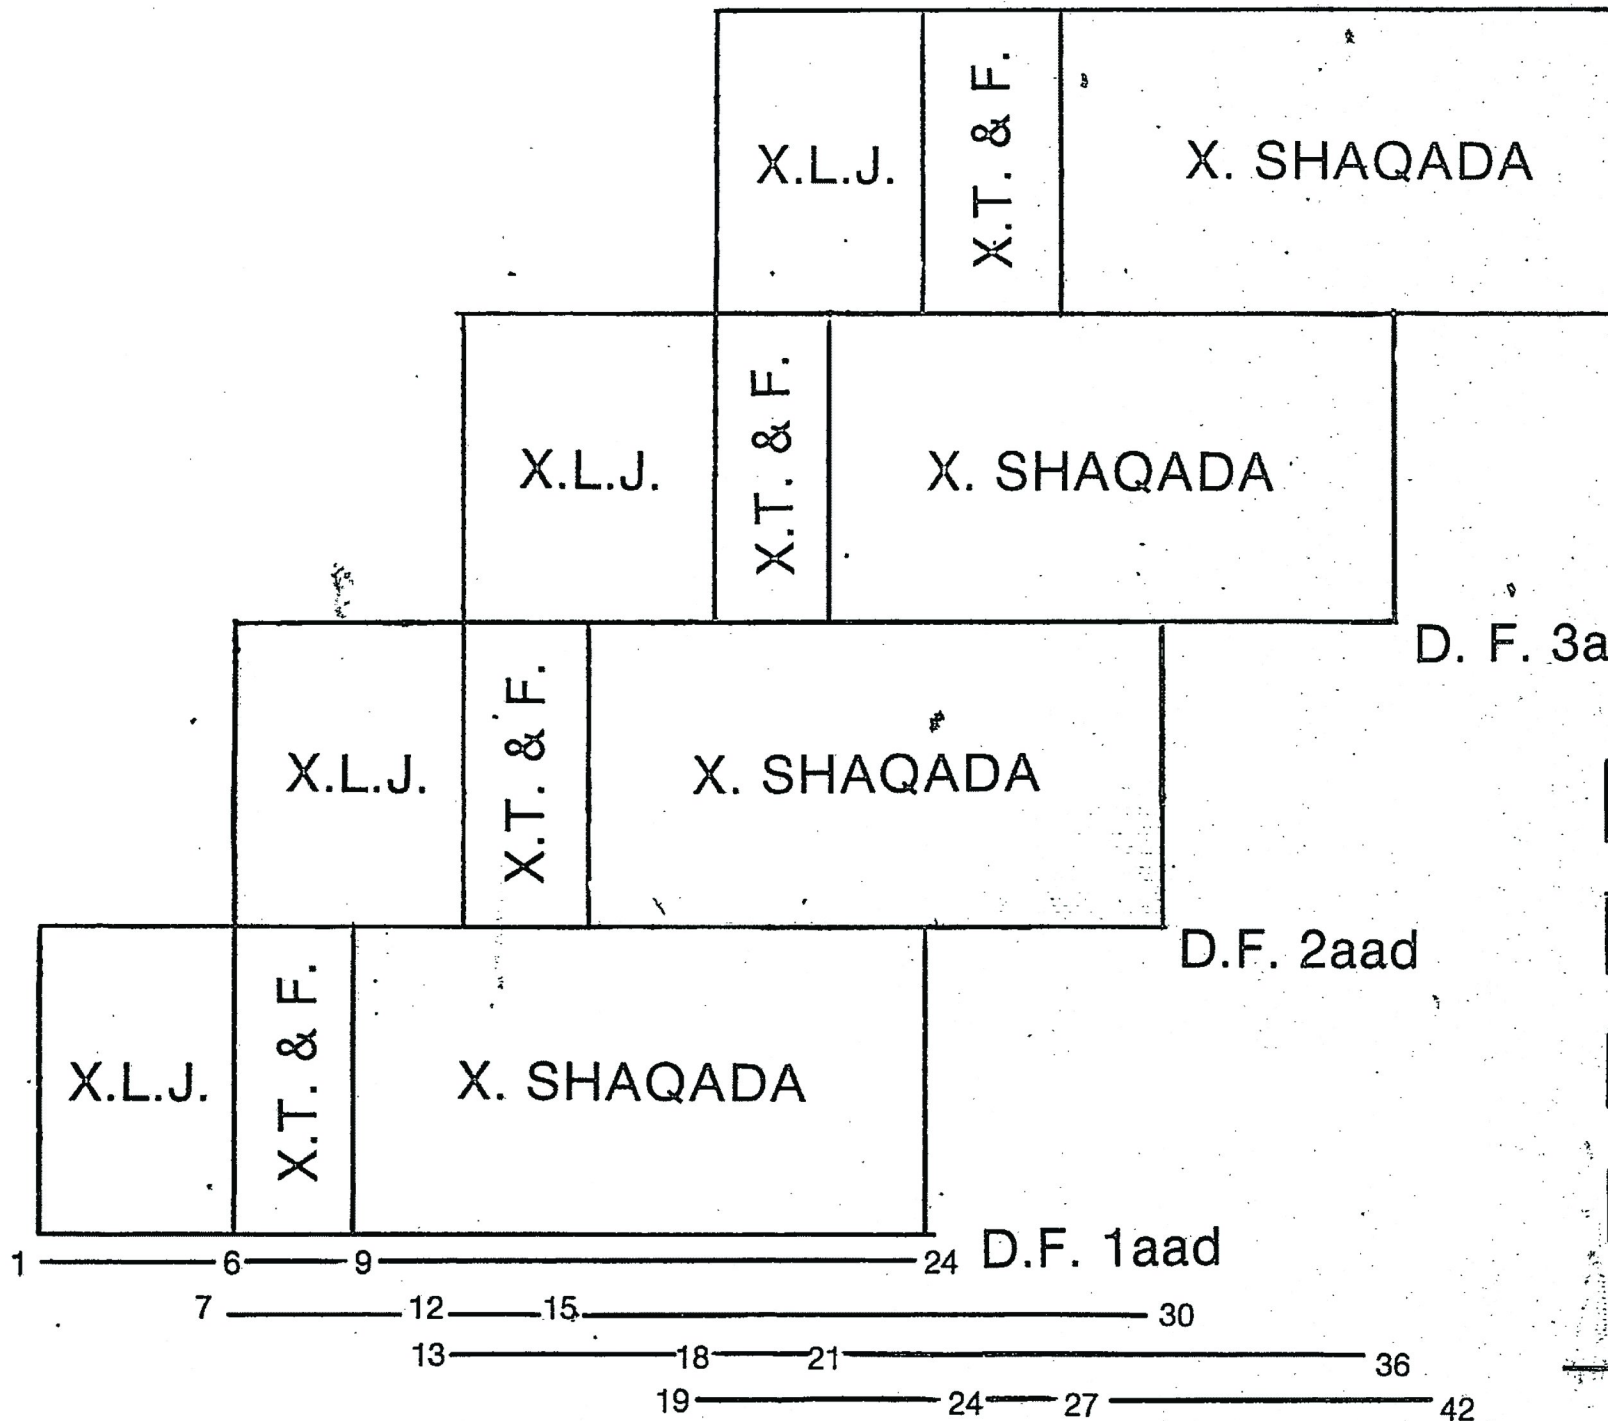 X.L.J. X.T. & F. X. SHAQADA
X.L.J. X.T. & F. X. SHAQADA
D. F. 3a
X.L.J. X.T. & F. X. SHAQADA
D.F. 2aad
X.L.J. X.T. & F. X. SHAQADA
D.F. 1aad
1 6 9 24
7 12 15 30
13 18 21 36
19 24 27 42